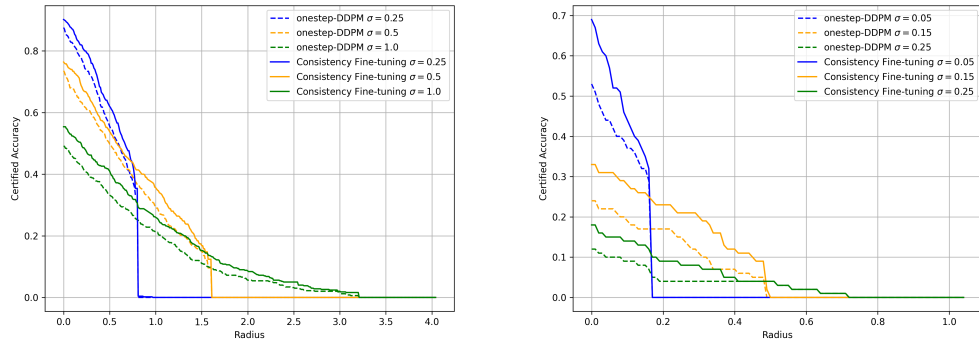 onestep-DDPM σ = 0.25
onestep-DDPM σ = 0.5
onestep-DDPM σ = 1.0
Consistency Fine-tuning σ = 0.25
Consistency Fine-tuning σ = 0.5
Consistency Fine-tuning σ = 1.0
Certified Accuracy
0.8
0.6
0.4
0.2
0.0
0.0 0.5 1.0 1.5 2.0 2.5 3.0 3.5 4.0
Radius
onestep-DDPM σ = 0.05
onestep-DDPM σ = 0.15
onestep-DDPM σ = 0.25
Consistency Fine-tuning σ = 0.05
Consistency Fine-tuning σ = 0.15
Consistency Fine-tuning σ = 0.25
Certified Accuracy
0.7
0.6
0.5
0.4
0.3
0.2
0.1
0.0
0.0 0.2 0.4 0.6 0.8 1.0
Radius